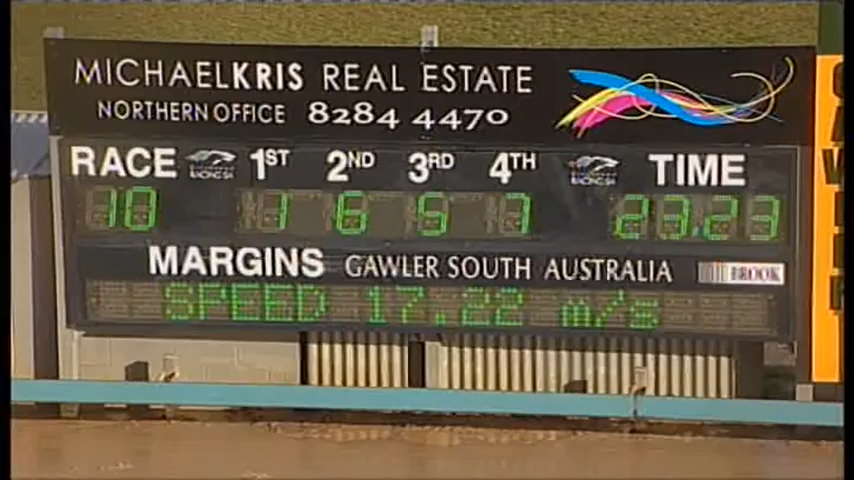 MICHAELKRIS REAL ESTATE
NORTHERN OFFICE 8284 4470
RACE 1ST 2ND 3RD 4TH TIME
10 1 6 5 7 23.23
MARGINS GAWLER SOUTH AUSTRALIA BROOK
SPEED 17.22 m/s